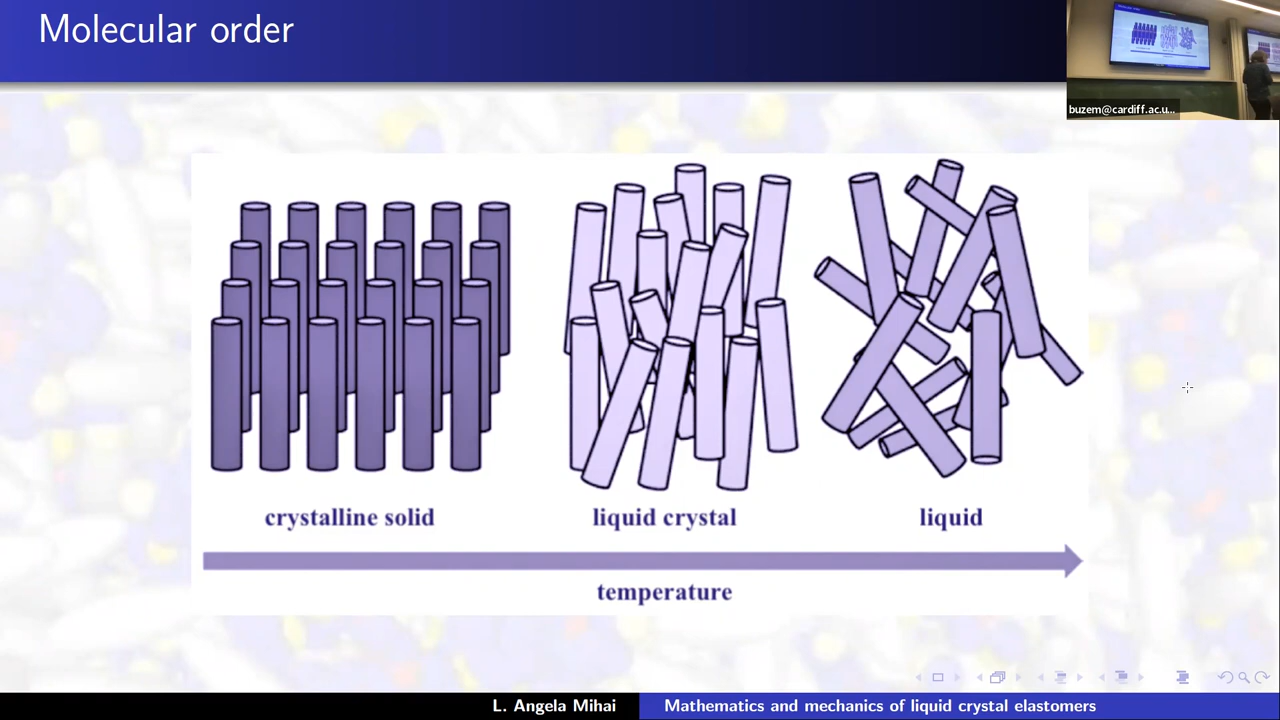 Molecular order
buzem@cardiff.ac.u...
crystalline solid
liquid crystal
liquid
temperature
L. Angela Mihai
Mathematics and mechanics of liquid crystal elastomers